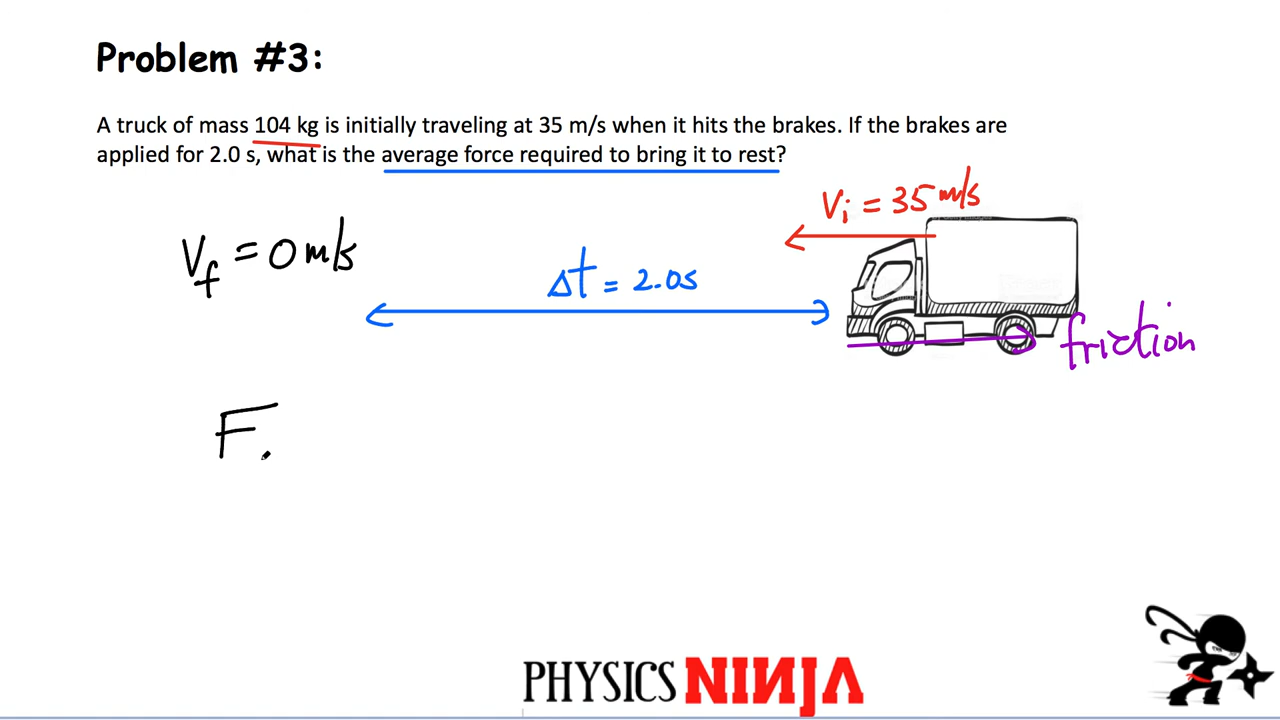 Problem #3:
A truck of mass 104 kg is initially traveling at 35 m/s when it hits the brakes. If the brakes are
applied for 2.0 s, what is the average force required to bring it to rest?
Vi = 35 m/s
Vf = 0 m/s
Δt = 2.0s
friction
F
PHYSICS NINJA